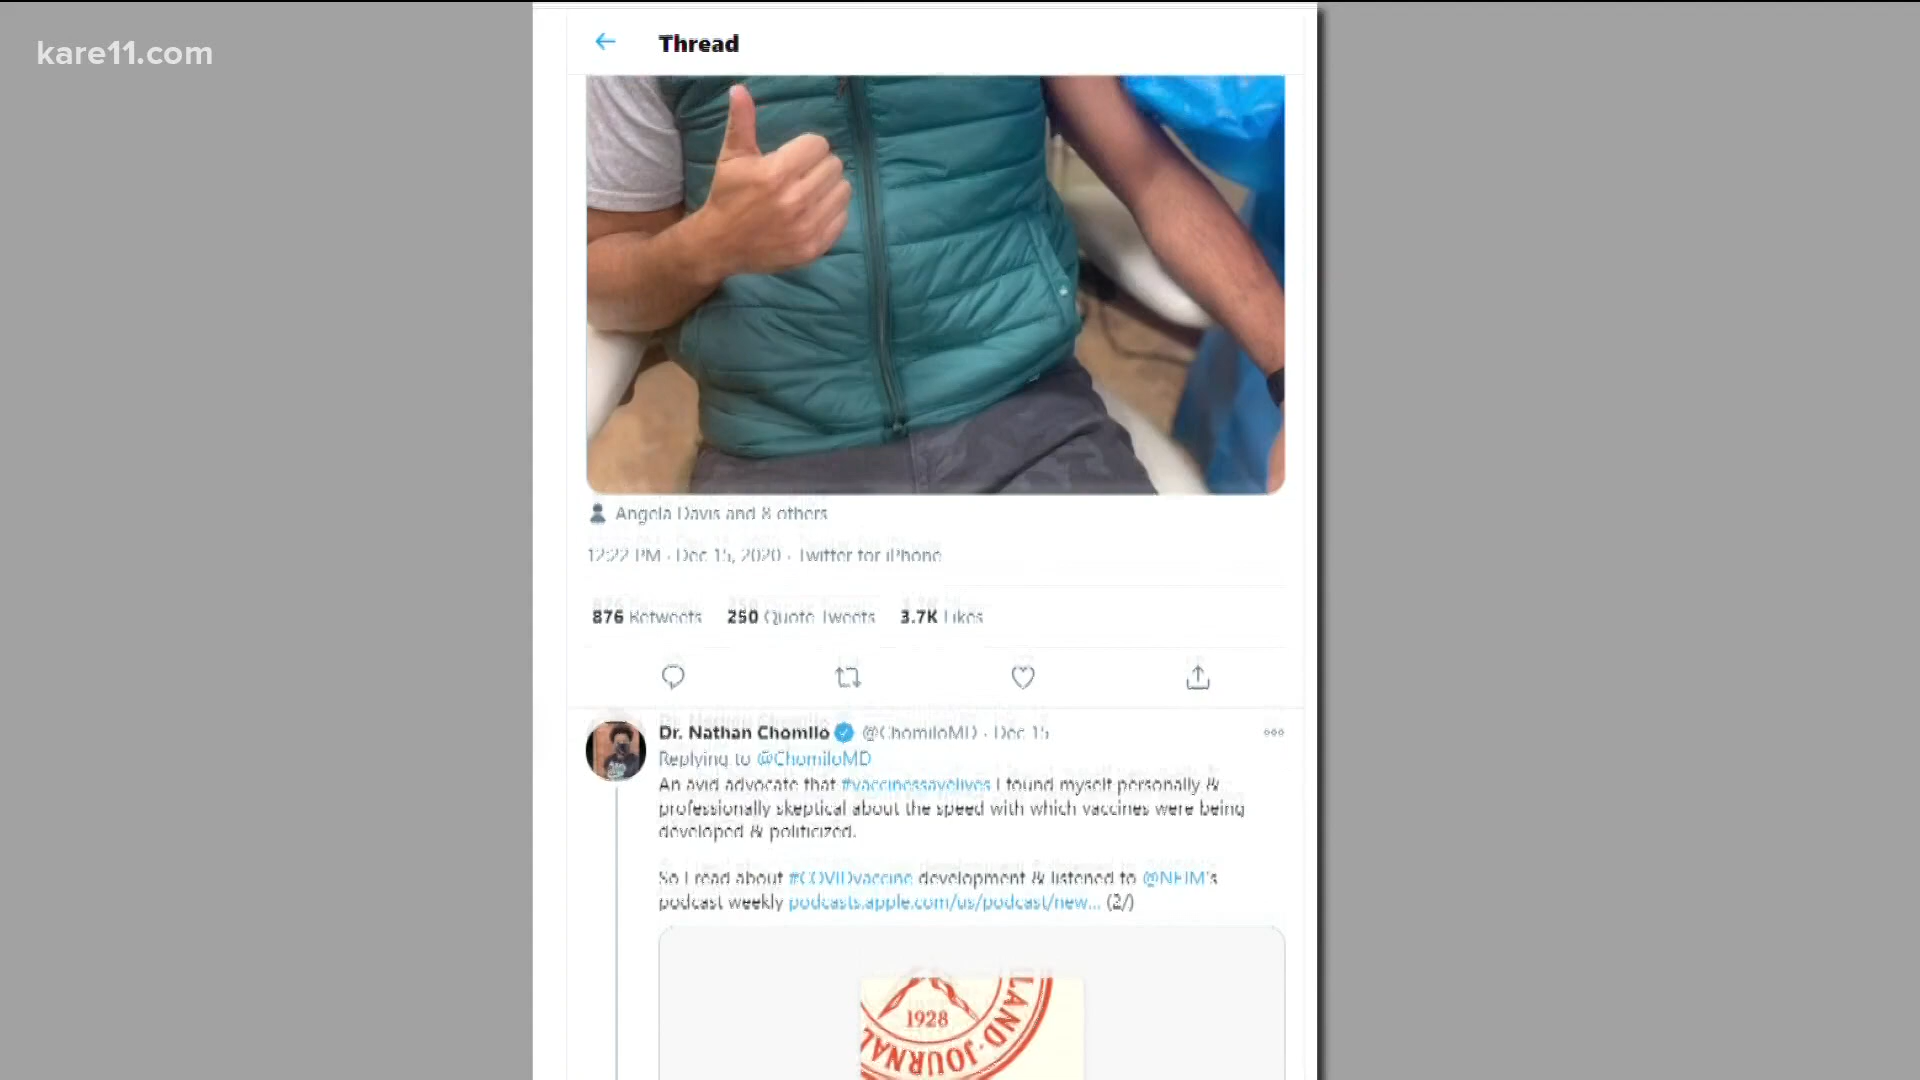 kare11.com
Thread
Angela Davis and 8 others
12:22 PM · Dec 15, 2020 · Twitter for iPhone
876 Retweets 250 Quote Tweets 3.7K Likes
Dr. Nathan Chomilo @ChomiloMD · Dec 15
Replying to @ChomiloMD
An avid advocate that #vaccinessavelives I found myself personally &
professionally skeptical about the speed with which vaccines were being
developed & politicized.
So I read about #COVIDvaccine development & listened to @NEJM's
podcast weekly podcasts.apple.com/us/podcast/new... (2/)
1928
LAND · JOURNAL